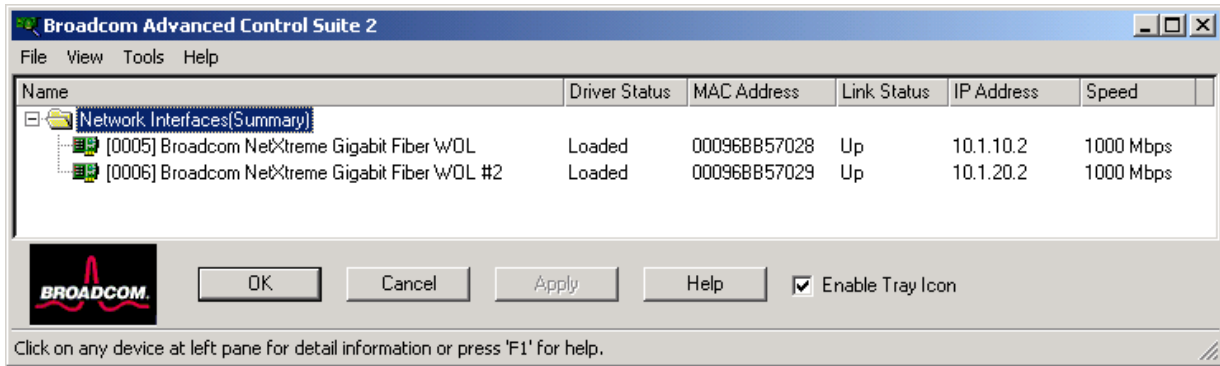 Broadcom Advanced Control Suite 2
File View Tools Help
Name Driver Status MAC Address Link Status IP Address Speed
Network Interfaces(Summary)
[0005] Broadcom NetXtreme Gigabit Fiber WOL Loaded 00096BB57028 Up 10.1.10.2 1000 Mbps
[0006] Broadcom NetXtreme Gigabit Fiber WOL #2 Loaded 00096BB57029 Up 10.1.20.2 1000 Mbps
BROADCOM. OK Cancel Apply Help Enable Tray Icon
Click on any device at left pane for detail information or press 'F1' for help.